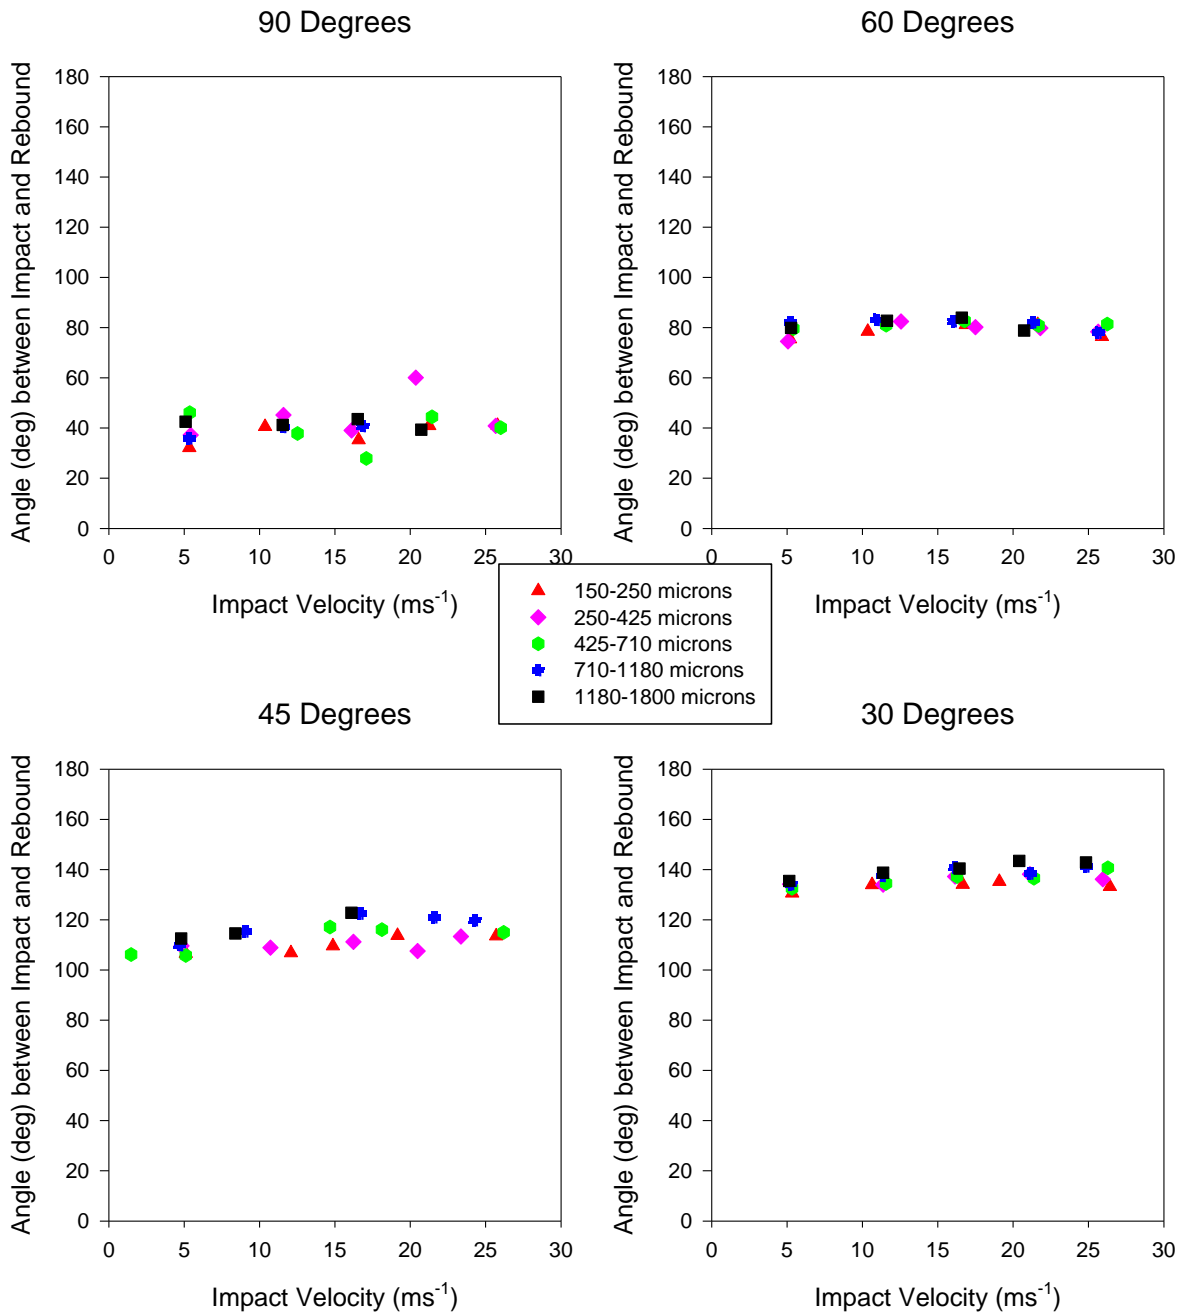 90 Degrees
60 Degrees
Angle (deg) between Impact and Rebound
180
160
140
120
100
80
60
40
20
0
0 5 10 15 20 25 30
Impact Velocity (ms⁻¹)
Angle (deg) between Impact and Rebound
180
160
140
120
100
80
60
40
20
0
0 5 10 15 20 25 30
Impact Velocity (ms⁻¹)
150-250 microns
250-425 microns
425-710 microns
710-1180 microns
1180-1800 microns
45 Degrees
30 Degrees
Angle (deg) between Impact and Rebound
180
160
140
120
100
80
60
40
20
0
0 5 10 15 20 25 30
Impact Velocity (ms⁻¹)
Angle (deg) between Impact and Rebound
180
160
140
120
100
80
60
40
20
0
0 5 10 15 20 25 30
Impact Velocity (ms⁻¹)